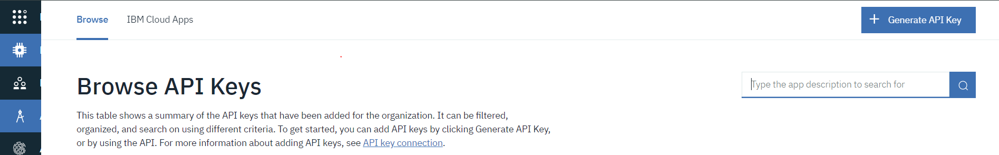 Browse
IBM Cloud Apps
Generate API Key
Browse API Keys
Type the app description to search for
This table shows a summary of the API keys that have been added for the organization. It can be filtered,
organized, and search on using different criteria. To get started, you can add API keys by clicking Generate API Key,
or by using the API. For more information about adding API keys, see API key connection.